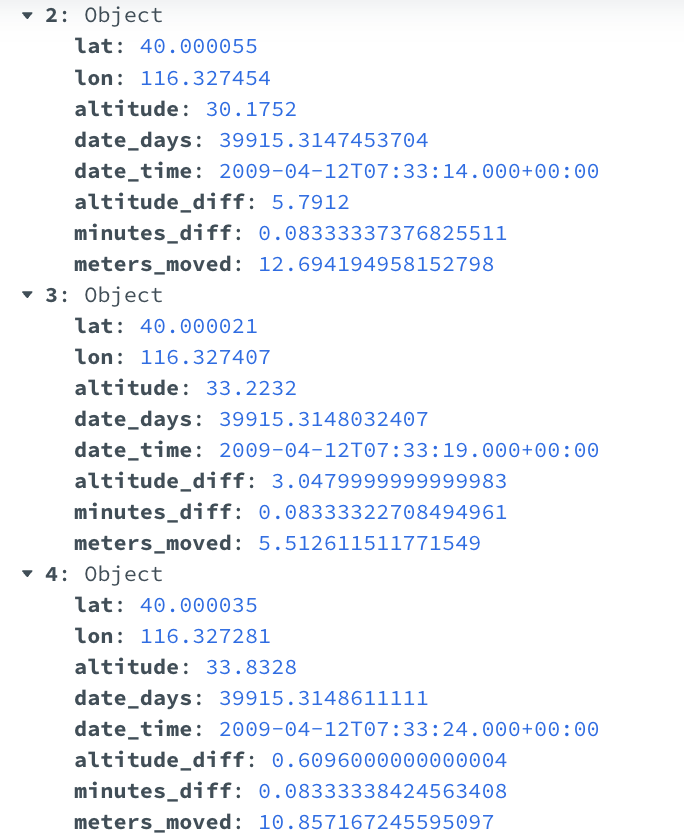 2: Object
lat: 40.000055
lon: 116.327454
altitude: 30.1752
date_days: 39915.3147453704
date_time: 2009-04-12T07:33:14.000+00:00
altitude_diff: 5.7912
minutes_diff: 0.08333337376825511
meters_moved: 12.694194958152798
3: Object
lat: 40.000021
lon: 116.327407
altitude: 33.2232
date_days: 39915.3148032407
date_time: 2009-04-12T07:33:19.000+00:00
altitude_diff: 3.0479999999999983
minutes_diff: 0.08333322708494961
meters_moved: 5.512611511771549
4: Object
lat: 40.000035
lon: 116.327281
altitude: 33.8328
date_days: 39915.3148611111
date_time: 2009-04-12T07:33:24.000+00:00
altitude_diff: 0.6096000000000004
minutes_diff: 0.08333338424563408
meters_moved: 10.857167245595097